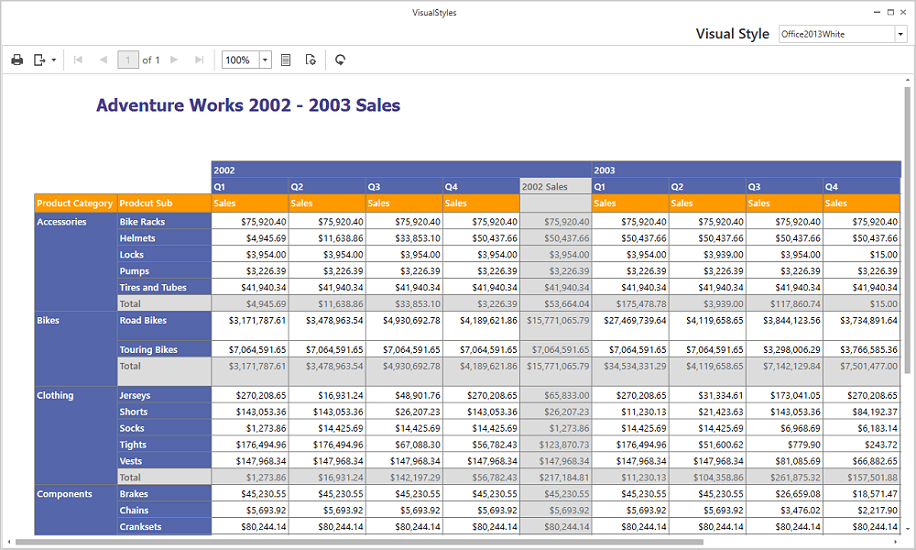 VisualStyles
Visual Style Office2013White
1 of 1 100%
Adventure Works 2002 - 2003 Sales
2002 2003
Q1 Q2 Q3 Q4 2002 Sales Q1 Q2 Q3 Q4
Product Category Prodcut Sub Sales Sales Sales Sales Sales Sales Sales Sales
Accessories Bike Racks $75,920.40 $75,920.40 $75,920.40 $75,920.40 $75,920.40 $75,920.40 $75,920.40 $75,920.40 $75,920.40
Helmets $4,945.69 $11,638.86 $33,853.10 $50,437.66 $50,437.66 $50,437.66 $50,437.66 $50,437.66 $50,437.66
Locks $3,954.00 $3,954.00 $3,954.00 $3,954.00 $3,954.00 $3,954.00 $3,939.00 $3,954.00 $15.00
Pumps $3,226.39 $3,226.39 $3,226.39 $3,226.39 $3,226.39 $3,226.39 $3,226.39 $3,226.39 $3,226.39
Tires and Tubes $41,940.34 $41,940.34 $41,940.34 $41,940.34 $41,940.34 $41,940.34 $41,940.34 $41,940.34 $41,940.34
Total $4,945.69 $11,638.86 $33,853.10 $3,226.39 $53,664.04 $175,478.78 $3,939.00 $117,860.74 $15.00
Bikes Road Bikes $3,171,787.61 $3,478,963.54 $4,930,692.78 $4,189,621.86 $15,771,065.79 $27,469,739.64 $4,119,658.65 $3,844,123.56 $3,734,891.64
Touring Bikes $7,064,591.65 $7,064,591.65 $7,064,591.65 $7,064,591.65 $7,064,591.65 $7,064,591.65 $7,064,591.65 $3,298,006.29 $3,766,585.36
Total $3,171,787.61 $3,478,963.54 $4,930,692.78 $4,189,621.86 $15,771,065.79 $34,534,331.29 $4,119,658.65 $7,142,129.84 $7,501,477.00
Clothing Jerseys $270,208.65 $16,931.24 $48,901.76 $270,208.65 $65,833.00 $270,208.65 $31,334.61 $173,041.05 $270,208.65
Shorts $143,053.36 $143,053.36 $26,207.23 $143,053.36 $26,207.23 $11,230.13 $21,423.63 $143,053.36 $84,192.37
Socks $1,273.86 $14,425.69 $14,425.69 $14,425.69 $1,273.86 $14,425.69 $14,425.69 $6,968.69 $6,183.14
Tights $176,494.96 $176,494.96 $67,088.30 $56,782.43 $123,870.73 $176,494.96 $51,600.62 $779.90 $243.72
Vests $147,968.34 $147,968.34 $147,968.34 $147,968.34 $147,968.34 $147,968.34 $147,968.34 $81,085.69 $66,882.65
Total $1,273.86 $16,931.24 $142,197.29 $56,782.43 $217,184.81 $11,230.13 $104,358.86 $261,875.32 $157,501.88
Components Brakes $45,230.55 $45,230.55 $45,230.55 $45,230.55 $45,230.55 $45,230.55 $45,230.55 $26,659.08 $18,571.47
Chains $5,693.92 $5,693.92 $5,693.92 $5,693.92 $5,693.92 $5,693.92 $5,693.92 $3,476.02 $2,217.90
Cranksets $80,244.14 $80,244.14 $80,244.14 $80,244.14 $80,244.14 $80,244.14 $80,244.14 $80,244.14 $80,244.14